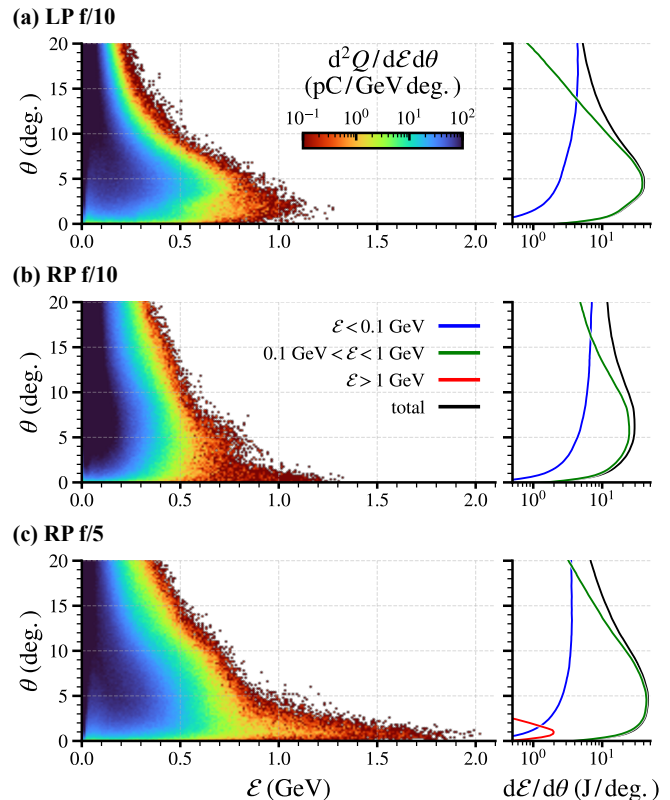 (a) LP f/10
d²Q/dℰdθ
(pC/GeV deg.)
10⁻¹ 10⁰ 10¹ 10²
θ (deg.)
20
15
10
5
0
0.0 0.5 1.0 1.5 2.0
10⁰ 10¹
(b) RP f/10
ℰ < 0.1 GeV
0.1 GeV < ℰ < 1 GeV
ℰ > 1 GeV
total
θ (deg.)
20
15
10
5
0
0.0 0.5 1.0 1.5 2.0
10⁰ 10¹
(c) RP f/5
θ (deg.)
20
15
10
5
0
0.0 0.5 1.0 1.5 2.0
10⁰ 10¹
ℰ (GeV)
dℰ/dθ (J/deg.)